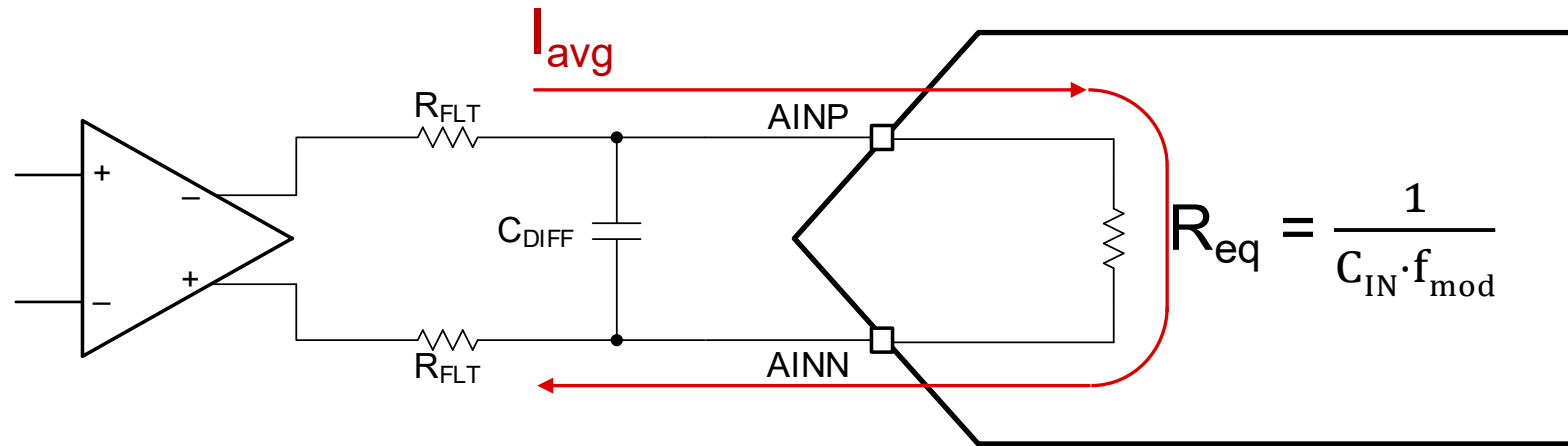 I_avg
R_FLT
AINP
+
−
C_DIFF
R_eq = 1 / (C_IN·f_mod)
+
−
AINN
R_FLT